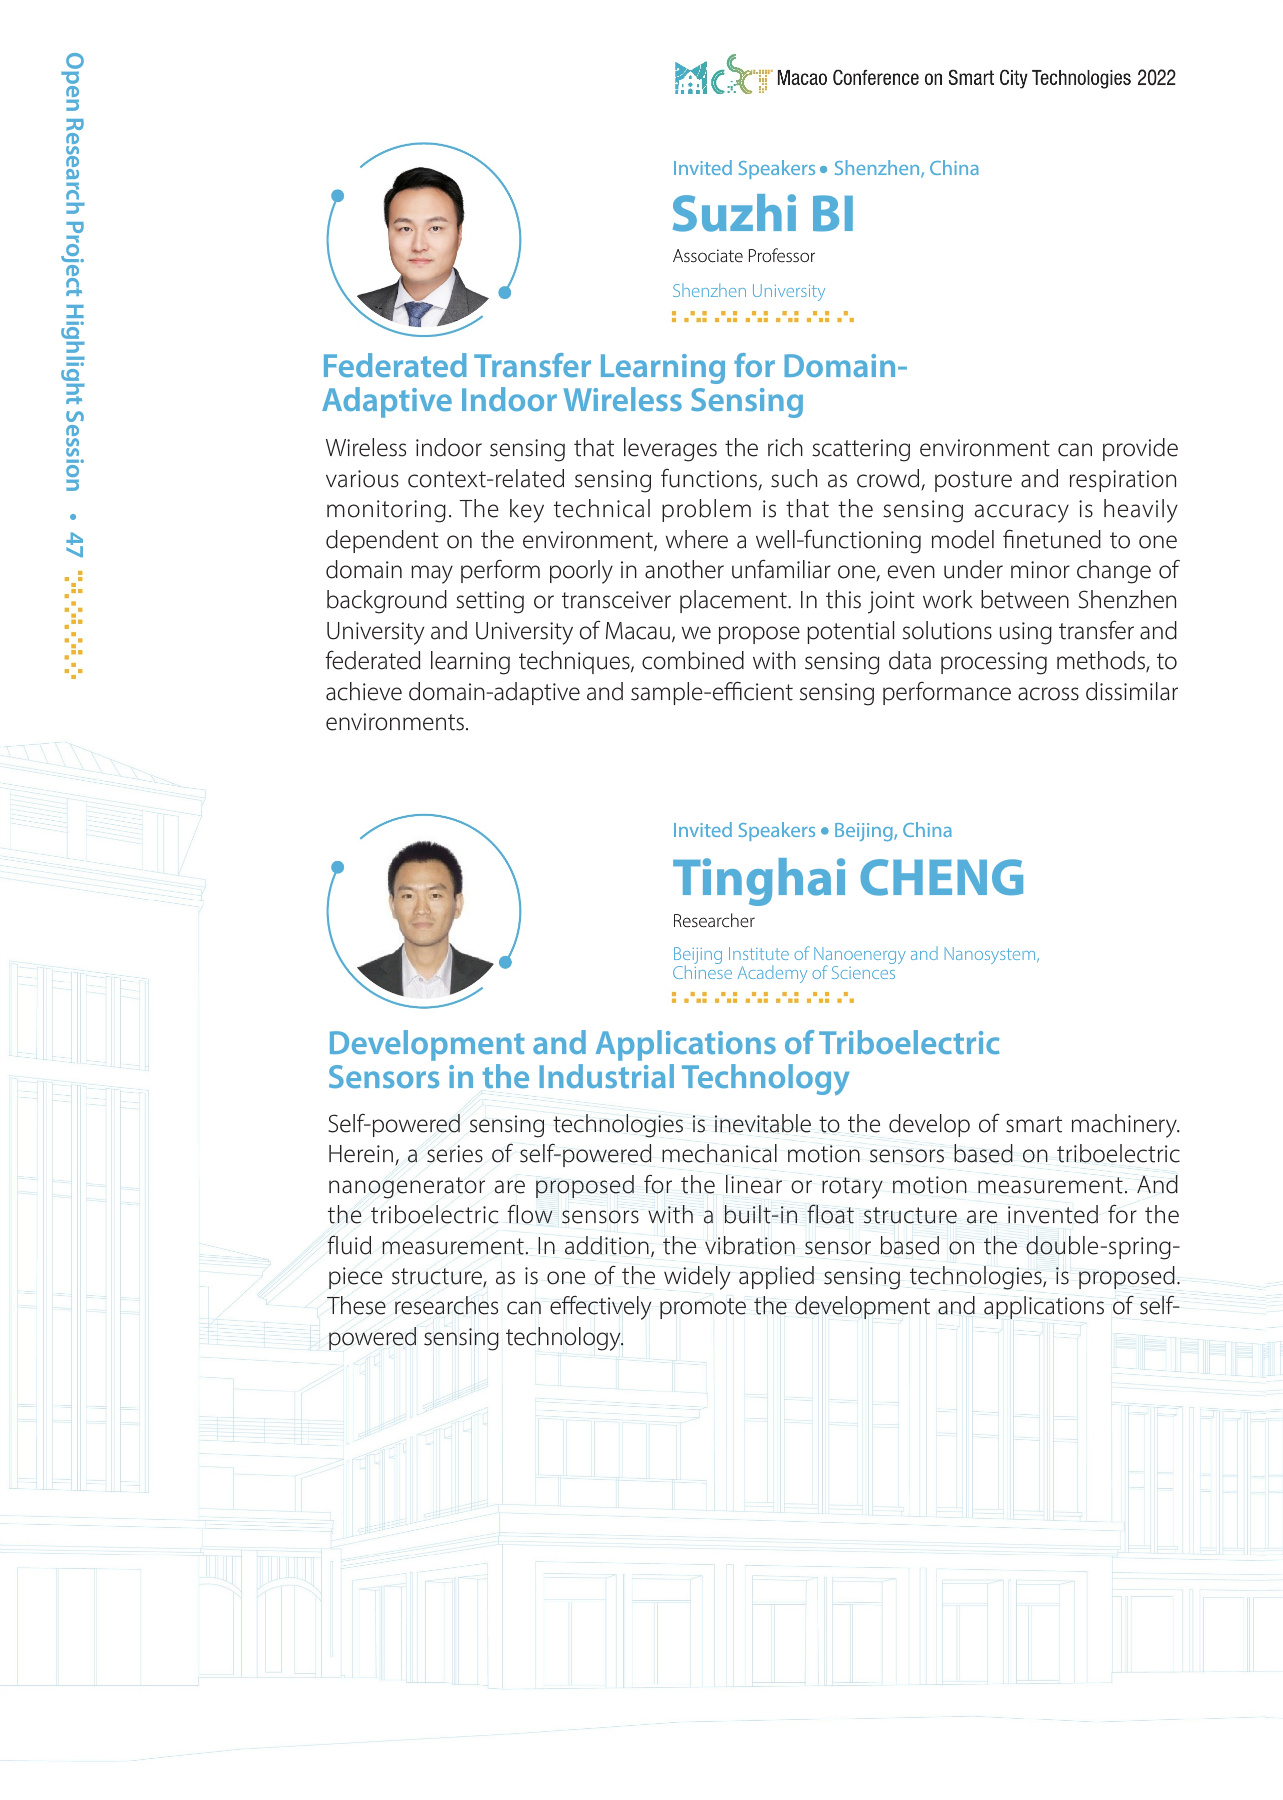 Open Research Project Highlight Session • 47
MCSCT Macao Conference on Smart City Technologies 2022
Invited Speakers • Shenzhen, China
Suzhi BI
Associate Professor
Shenzhen University
Federated Transfer Learning for Domain-
Adaptive Indoor Wireless Sensing
Wireless indoor sensing that leverages the rich scattering environment can provide
various context-related sensing functions, such as crowd, posture and respiration
monitoring. The key technical problem is that the sensing accuracy is heavily
dependent on the environment, where a well-functioning model finetuned to one
domain may perform poorly in another unfamiliar one, even under minor change of
background setting or transceiver placement. In this joint work between Shenzhen
University and University of Macau, we propose potential solutions using transfer and
federated learning techniques, combined with sensing data processing methods, to
achieve domain-adaptive and sample-efficient sensing performance across dissimilar
environments.
Invited Speakers • Beijing, China
Tinghai CHENG
Researcher
Beijing Institute of Nanoenergy and Nanosystem,
Chinese Academy of Sciences
Development and Applications of Triboelectric
Sensors in the Industrial Technology
Self-powered sensing technologies is inevitable to the develop of smart machinery.
Herein, a series of self-powered mechanical motion sensors based on triboelectric
nanogenerator are proposed for the linear or rotary motion measurement. And
the triboelectric flow sensors with a built-in float structure are invented for the
fluid measurement. In addition, the vibration sensor based on the double-spring-
piece structure, as is one of the widely applied sensing technologies, is proposed.
These researches can effectively promote the development and applications of self-
powered sensing technology.